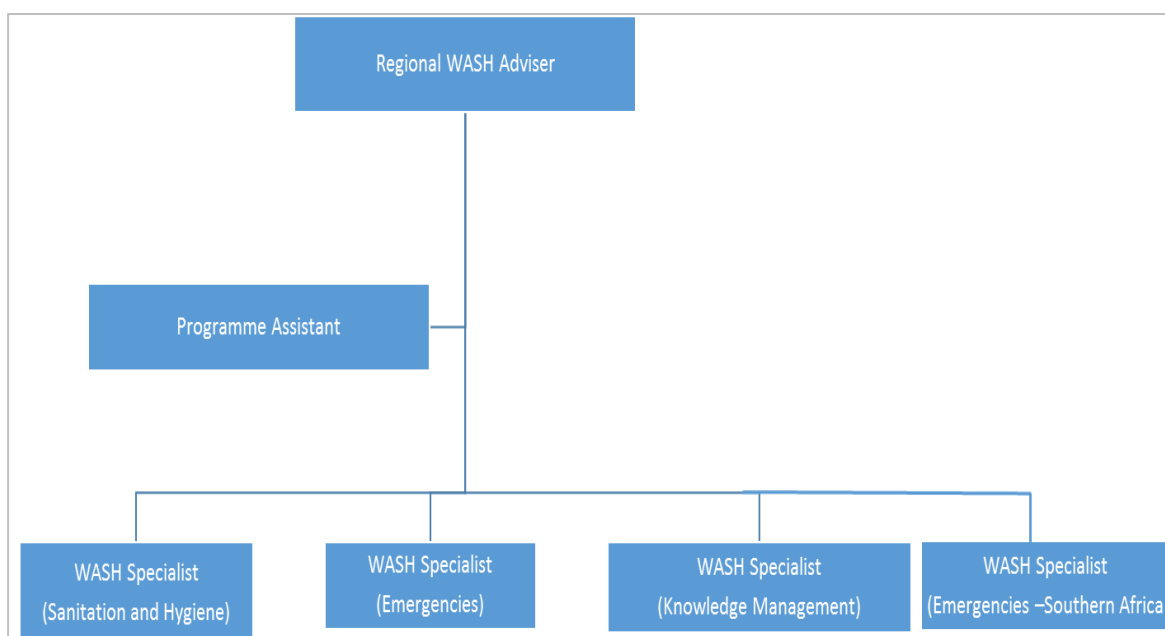 Regional WASH Adviser
Programme Assistant
WASH Specialist
(Sanitation and Hygiene)
WASH Specialist
(Emergencies)
WASH Specialist
(Knowledge Management)
WASH Specialist
(Emergencies –Southern Africa